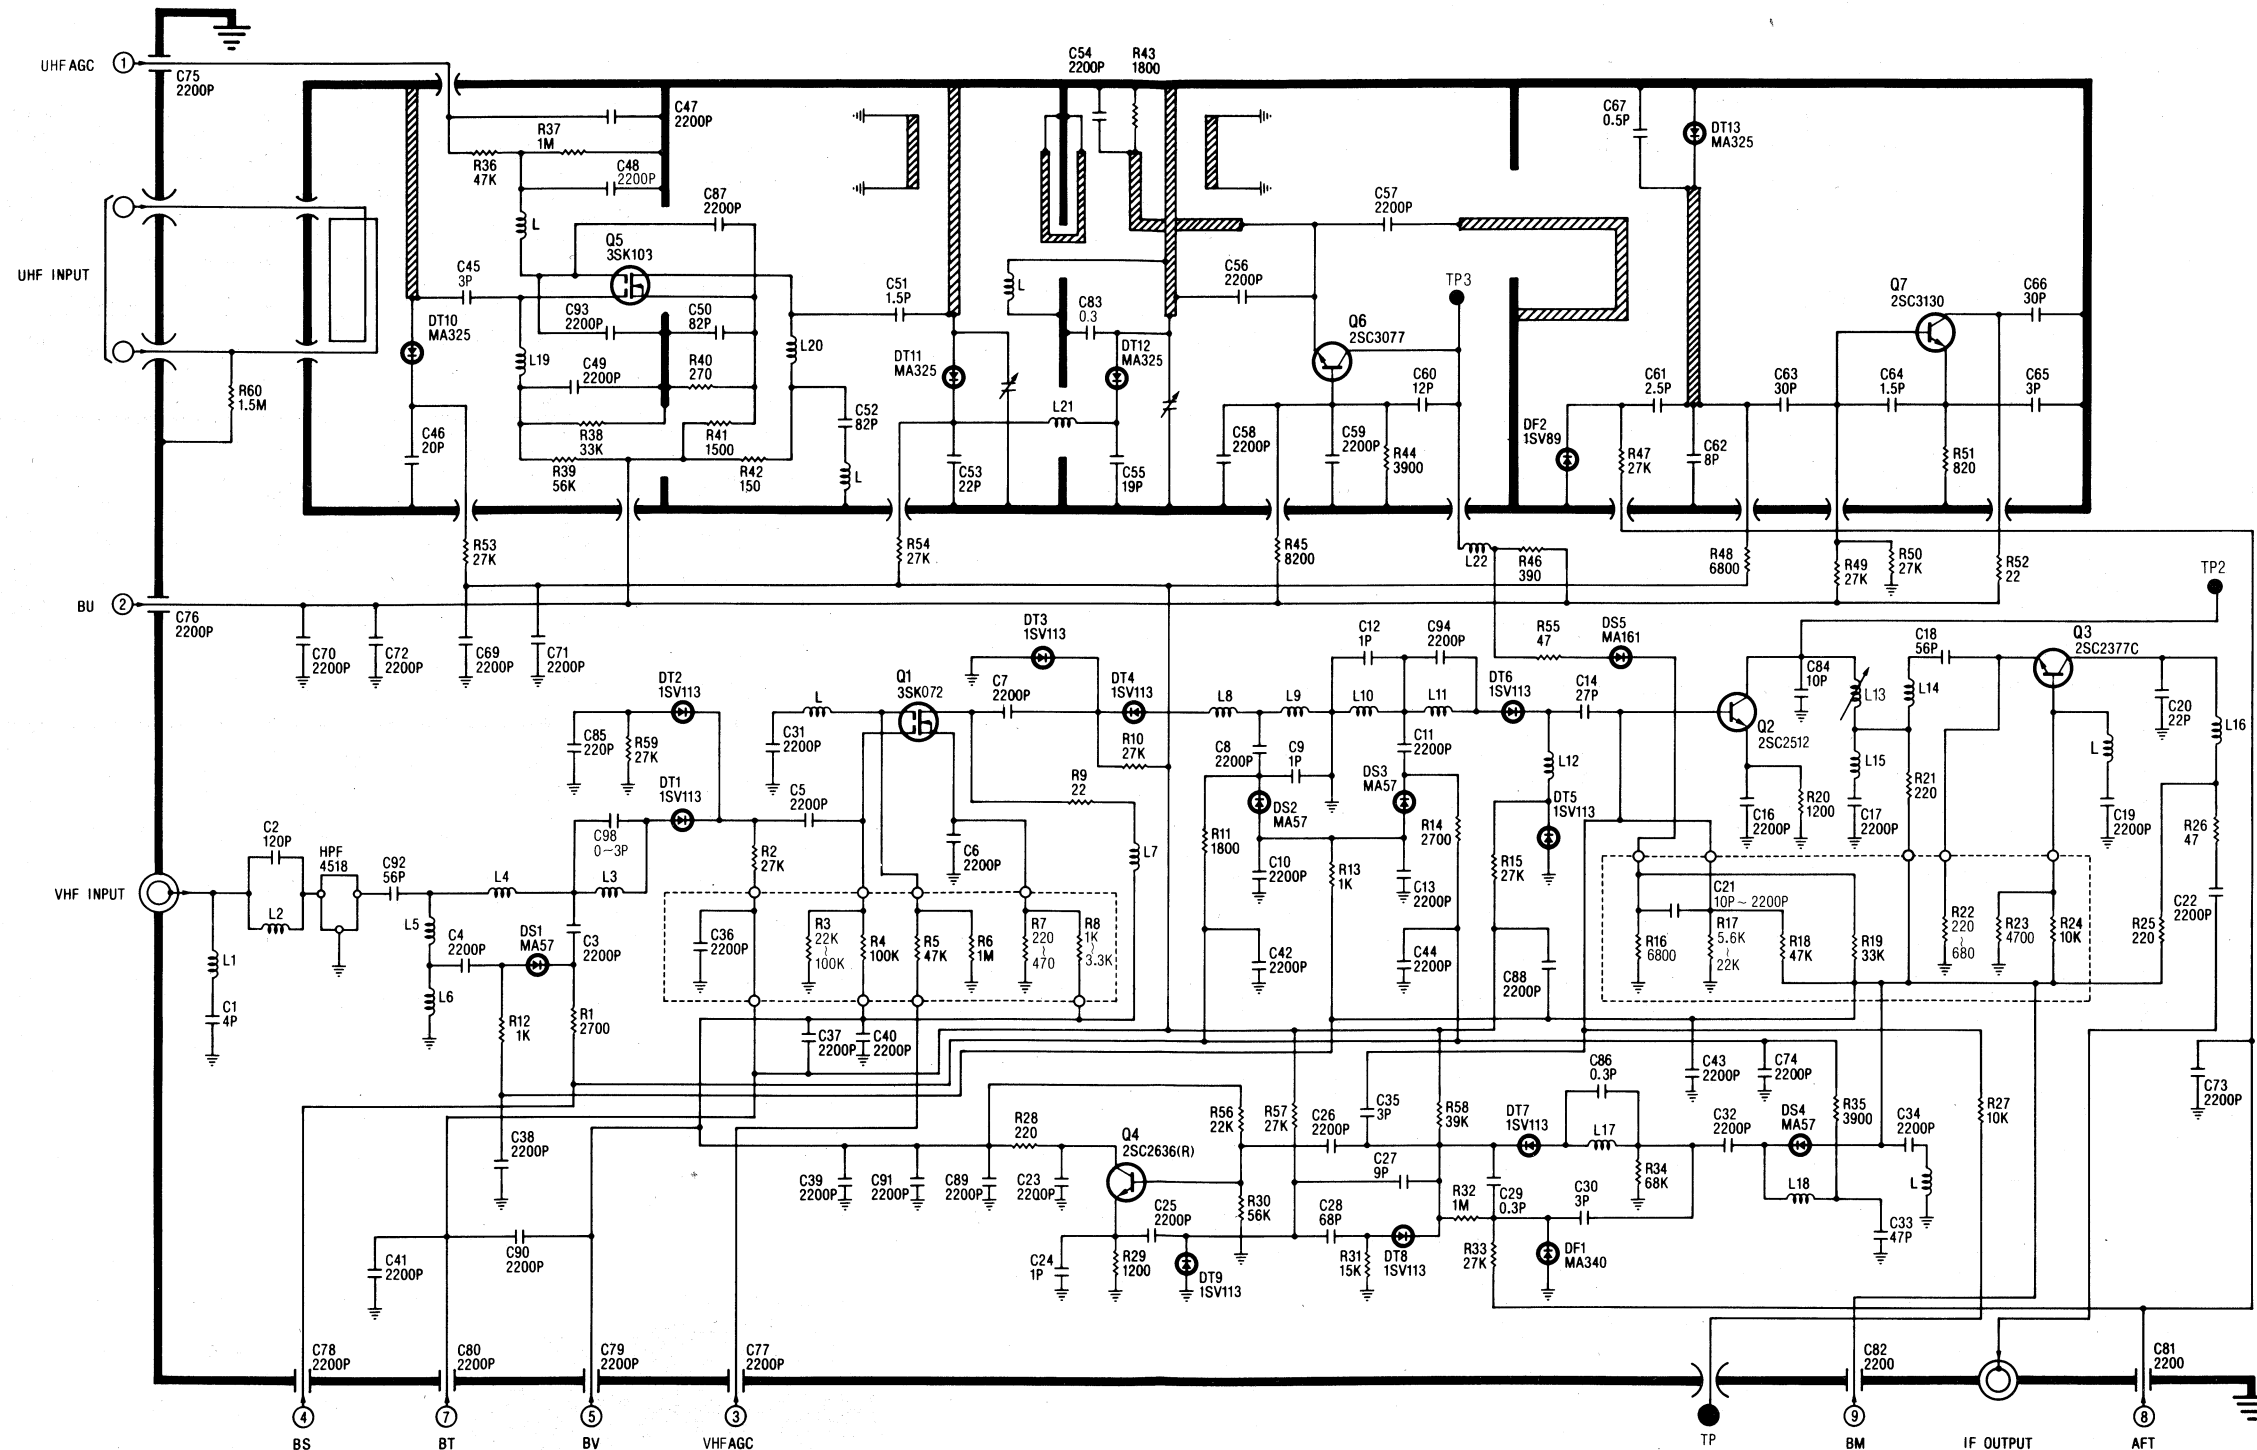 UHF AGC
1
C75
2200P
C54
2200P
R43
1800
C47
2200P
R37
1M
R36
47K
C48
2200P
C67
0.5P
DT13
MA325
C87
2200P
L
C57
2200P
Q5
3SK103
UHF INPUT
C45
3P
C51
1.5P
L
C56
2200P
TP3
Q7
2SC3130
C66
30P
DT10
MA325
C93
2200P
C50
82P
C83
0.3
Q6
2SC3077
L19
L20
DT11
MA325
DT12
MA325
C49
2200P
R40
270
C60
12P
C61
2.5P
C63
30P
C64
1.5P
C65
3P
R60
1.5M
C52
82P
L21
C46
20P
R38
33K
R41
1500
C58
2200P
C59
2200P
R44
3900
DF2
1SV89
R47
27K
C62
8P
R51
820
R39
56K
R42
150
L
C53
22P
C55
19P
R53
27K
R54
27K
R45
8200
L22
R46
390
R48
6800
R49
27K
R50
27K
R52
22
TP2
BU
2
C76
2200P
C70
2200P
C72
2200P
C69
2200P
C71
2200P
DT3
1SV113
C12
1P
C94
2200P
R55
47
DS5
MA161
C18
56P
Q3
2SC2377C
DT2
1SV113
Q1
3SK072
L
C7
2200P
DT4
1SV113
L8
L9
L10
L11
DT6
1SV113
C14
27P
C84
10P
L13
L14
C20
22P
L16
C85
220P
R59
27K
C31
2200P
R10
27K
C8
2200P
C9
1P
C11
2200P
L12
Q2
2SC2512
L15
L
DT1
1SV113
R9
22
DS2
MA57
DS3
MA57
DT5
1SV113
C16
2200P
R20
1200
C17
2200P
R21
220
C19
2200P
R26
47
C98
0~3P
C5
2200P
C2
120P
HPF
4518
C92
56P
R2
27K
C6
2200P
L7
R11
1800
R14
2700
R15
27K
C10
2200P
R13
1K
C13
2200P
VHF INPUT
L2
L4
L3
L5
L1
C1
4P
L6
C4
2200P
DS1
MA57
C3
2200P
R12
1K
R1
2700
C36
2200P
R3
22K
~
100K
R4
100K
R5
47K
R6
1M
R7
220
~
470
R8
1K
~
3.3K
C42
2200P
C44
2200P
C88
2200P
C21
10P~2200P
R16
6800
R17
5.6K
~
22K
R18
47K
R19
33K
R22
220
~
680
R23
4700
R24
10K
R25
220
C22
2200P
C37
2200P
C40
2200P
C86
0.3P
C43
2200P
C74
2200P
C73
2200P
C38
2200P
R28
220
Q4
2SC2636(R)
R56
22K
R57
27K
C26
2200P
C35
3P
R58
39K
DT7
1SV113
L17
C32
2200P
DS4
MA57
R35
3900
C34
2200P
R27
10K
C39
2200P
C91
2200P
C89
2200P
C23
2200P
C27
9P
R34
68K
L18
L
R30
56K
C25
2200P
C28
68P
R32
1M
C29
0.3P
C30
3P
C33
47P
C41
2200P
C90
2200P
C24
1P
R29
1200
DT9
1SV113
R31
15K
DT8
1SV113
R33
27K
DF1
MA340
C78
2200P
C80
2200P
C79
2200P
C77
2200P
C82
2200
C81
2200
4
7
5
3
9
8
BS
BT
BV
VHFAGC
TP
BM
IF OUTPUT
AFT